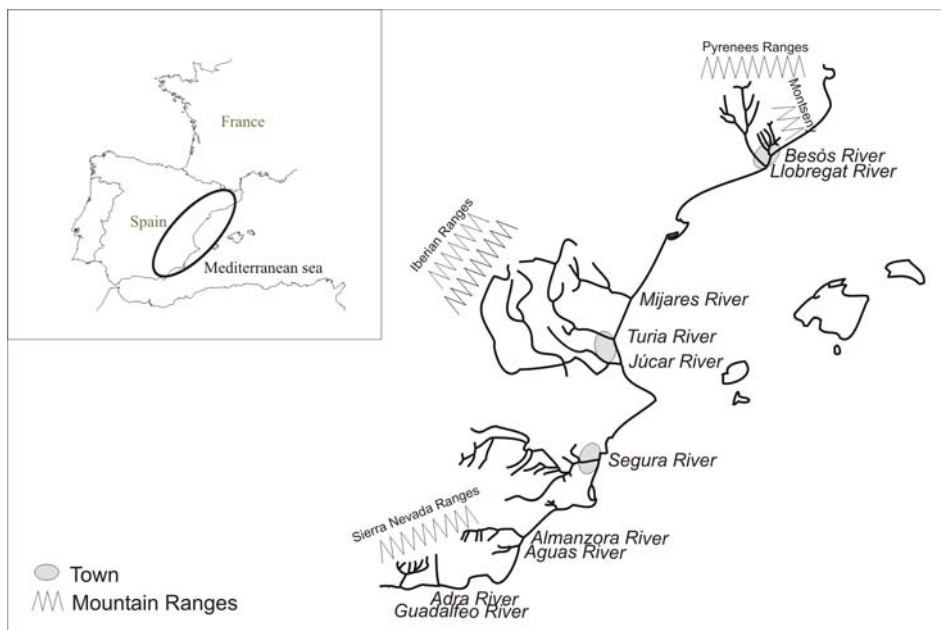 France
Spain
Mediterranean sea
Pyrenees Ranges
Montseny
Besòs River
Llobregat River
Iberian Ranges
Mijares River
Turia River
Júcar River
Segura River
Sierra Nevada Ranges
Almanzora River
Aguas River
Adra River
Guadalfeo River
Town
Mountain Ranges